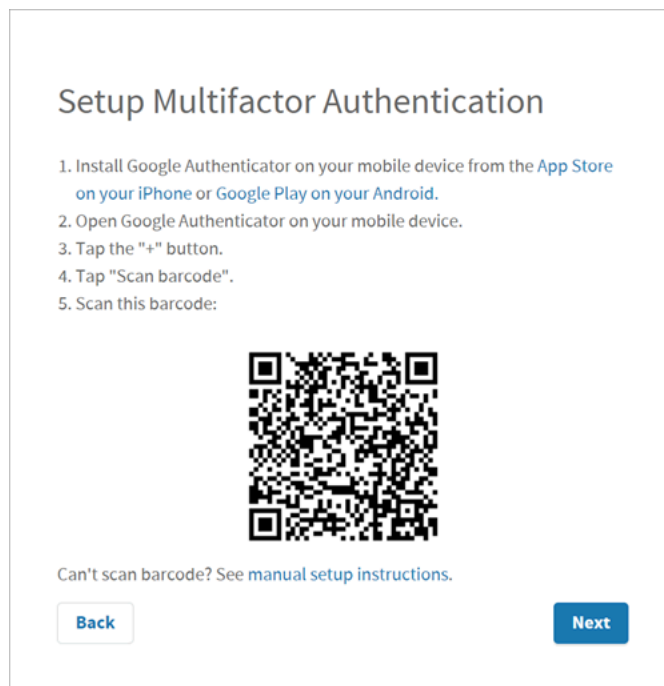 Setup Multifactor Authentication
1. Install Google Authenticator on your mobile device from the App Store
on your iPhone or Google Play on your Android.
2. Open Google Authenticator on your mobile device.
3. Tap the "+" button.
4. Tap "Scan barcode".
5. Scan this barcode:
Can't scan barcode? See manual setup instructions.
Back
Next